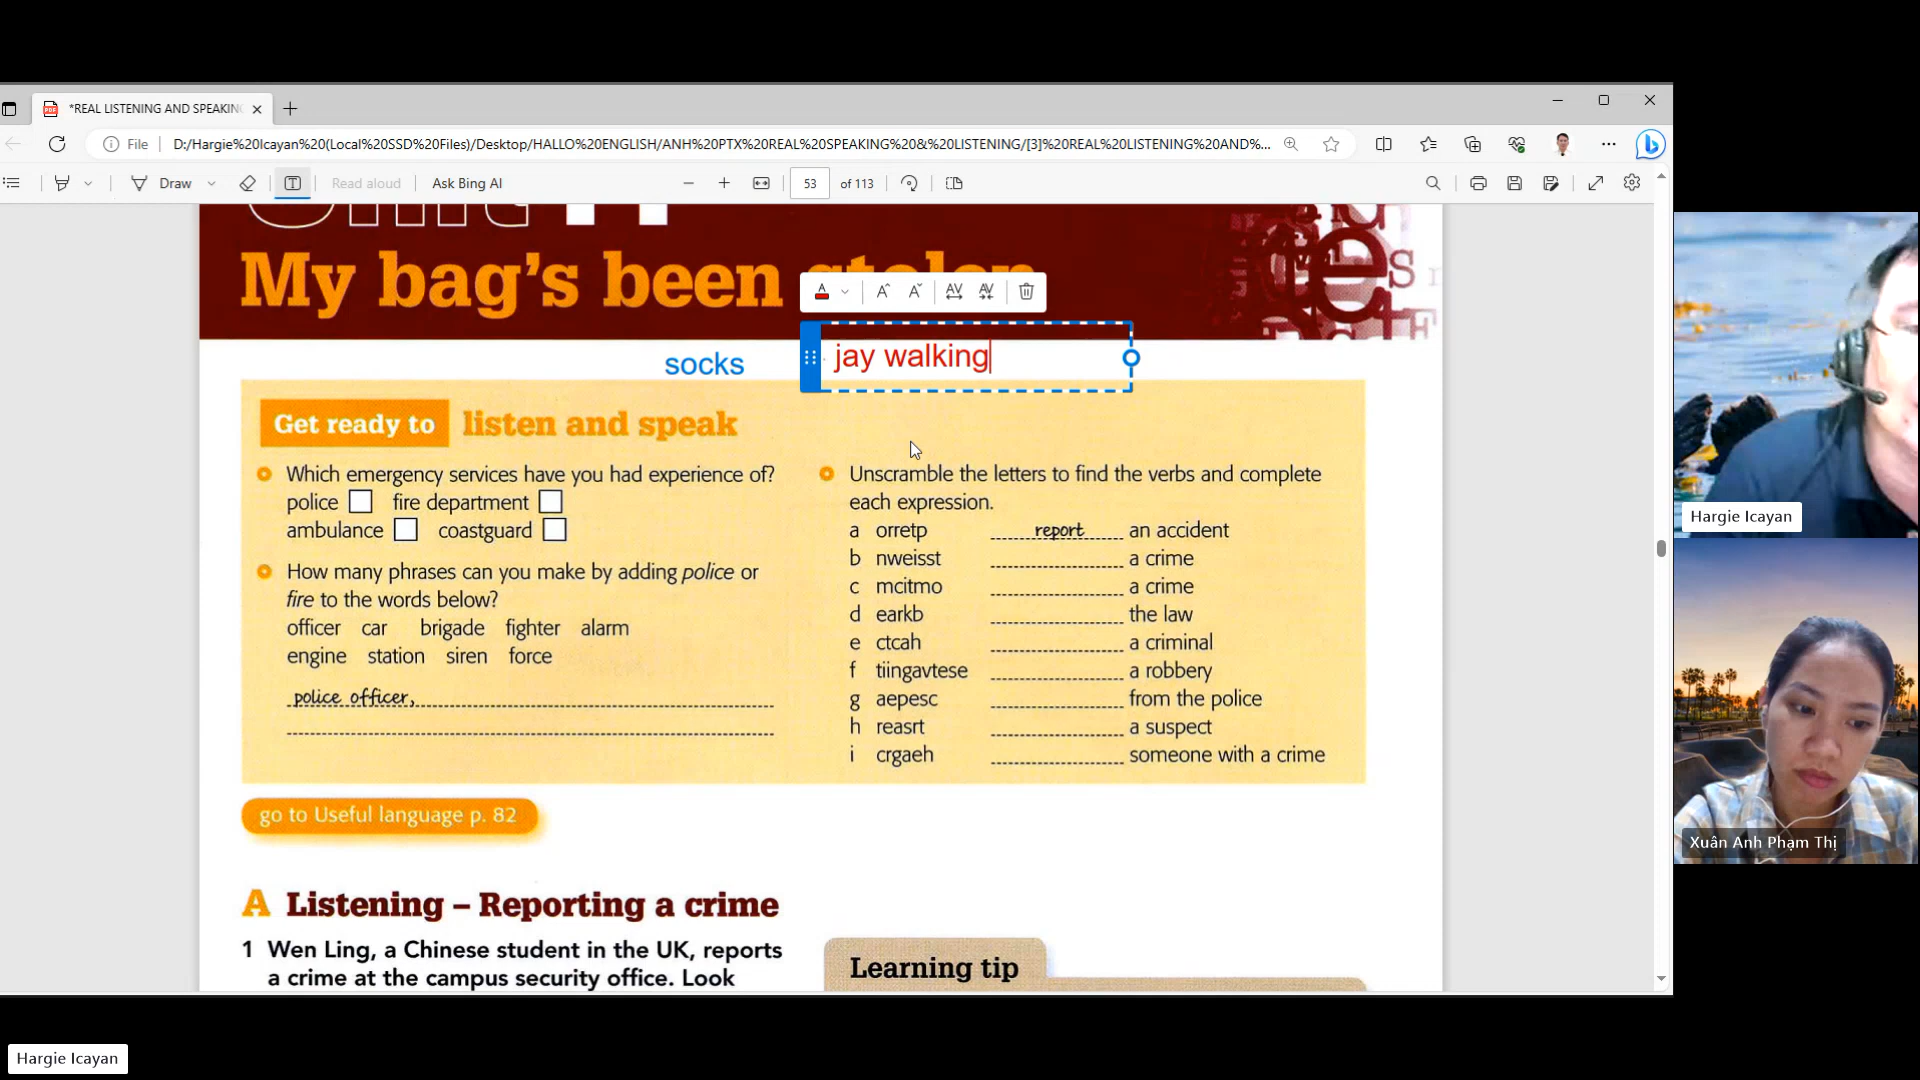 *REAL LISTENING AND SPEAKIN
File
D:/Hargie%20Icayan%20(Local%20SSD%20Files)/Desktop/HALLO%20ENGLISH/ANH%20PTX%20REAL%20SPEAKING%20&%20LISTENING/[3]%20REAL%20LISTENING%20AND%...
Draw
Read aloud
Ask Bing AI
53
of 113
My bag's been stolen
socks
jay walking
Get ready to listen and speak
Which emergency services have you had experience of?
police fire department
ambulance coastguard
How many phrases can you make by adding police or
fire to the words below?
officer car brigade fighter alarm
engine station siren force
police officer,
Unscramble the letters to find the verbs and complete
each expression.
a orretp report an accident
b nweisst a crime
c mcitmo a crime
d earkb the law
e ctcah a criminal
f tiingavtese a robbery
g aepesc from the police
h reasrt a suspect
i crgaeh someone with a crime
go to Useful language p. 82
A Listening – Reporting a crime
1 Wen Ling, a Chinese student in the UK, reports
a crime at the campus security office. Look
Learning tip
Hargie Icayan
Xuân Anh Phạm Thị
Hargie Icayan